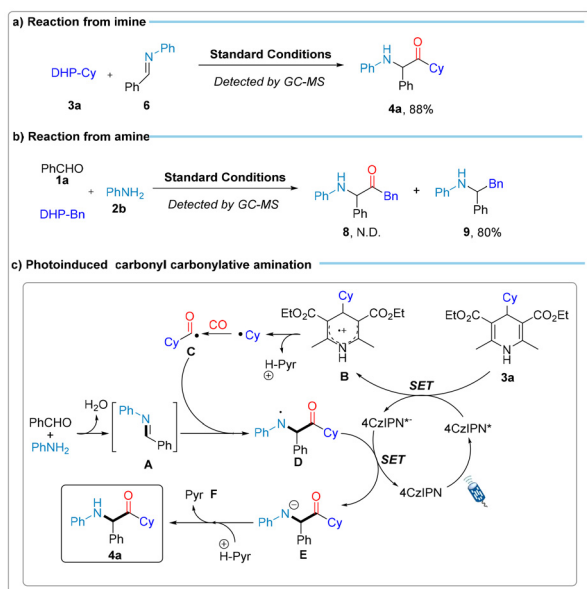 a) Reaction from imine
DHP-Cy
3a
+
N
Ph
Ph
6
Standard Conditions
Detected by GC-MS
H
N
Ph
O
Cy
Ph
4a, 88%
b) Reaction from amine
PhCHO
1a
+
PhNH2
2b
DHP-Bn
Standard Conditions
Detected by GC-MS
H
N
Ph
O
Bn
Ph
8, N.D.
+
H
N
Ph
Bn
Ph
9, 80%
c) Photoinduced carbonyl carbonylative amination
O
Cy
C
CO
•Cy
H-Pyr
⊕
Cy
EtO2C
CO2Et
•+
N
H
B
Cy
EtO2C
CO2Et
N
H
3a
SET
PhCHO
+
PhNH2
H2O
N
Ph
Ph
A
Ph
N
O
Cy
Ph
D
4CzIPN•-
4CzIPN*
SET
4CzIPN
H
N
Ph
O
Cy
Ph
4a
Pyr F
⊕
H-Pyr
Ph
N
⊖
O
Cy
Ph
E